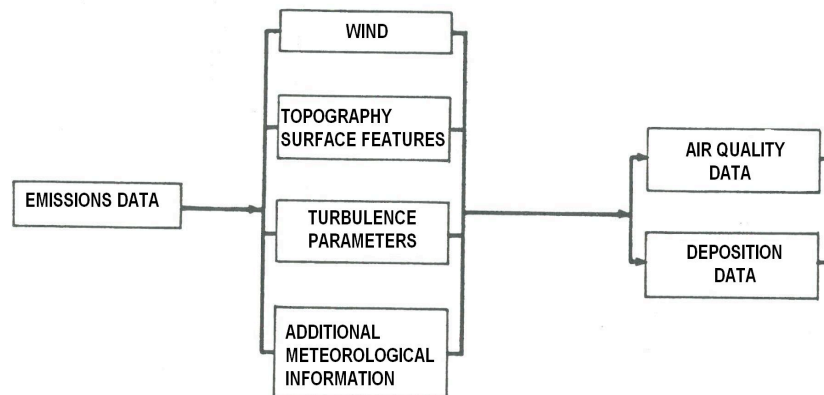 EMISSIONS DATA
WIND
TOPOGRAPHY
SURFACE FEATURES
TURBULENCE
PARAMETERS
ADDITIONAL
METEOROLOGICAL
INFORMATION
AIR QUALITY
DATA
DEPOSITION
DATA